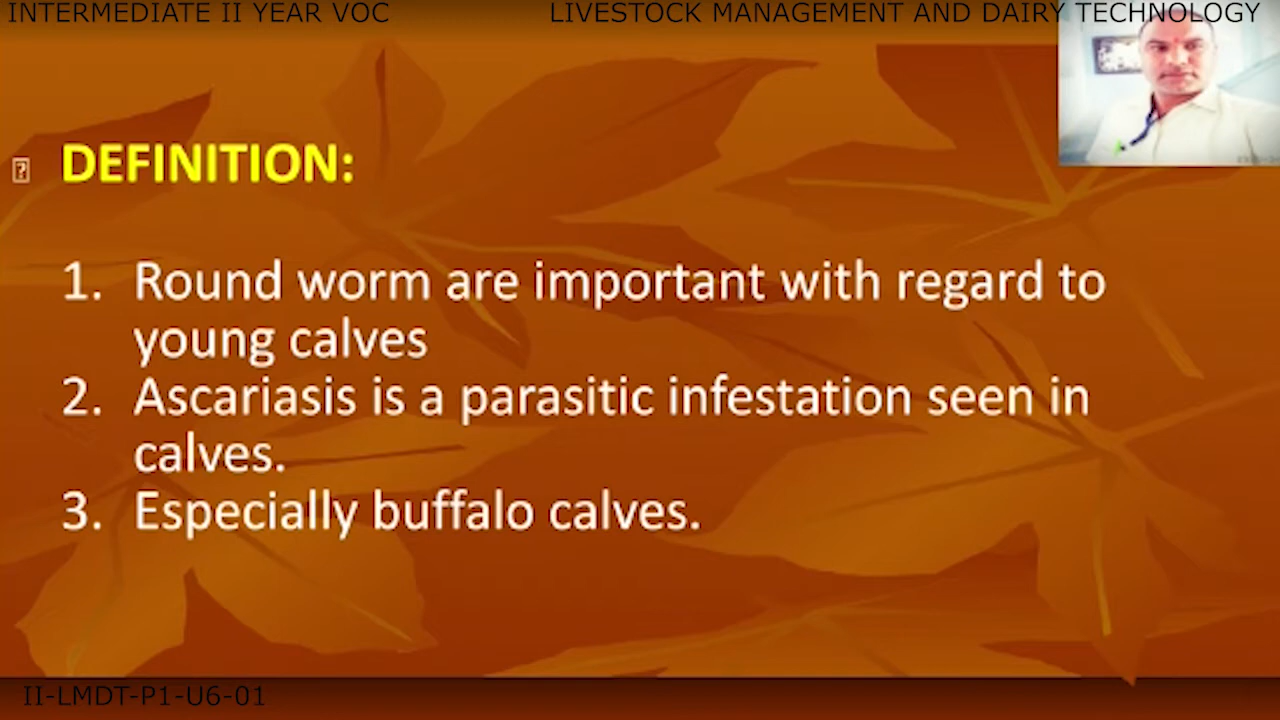 INTERMEDIATE II YEAR VOC
LIVESTOCK MANAGEMENT AND DAIRY TECHNOLOGY
DEFINITION:
1. Round worm are important with regard to
young calves
2. Ascariasis is a parasitic infestation seen in
calves.
3. Especially buffalo calves.
II-LMDT-P1-U6-01